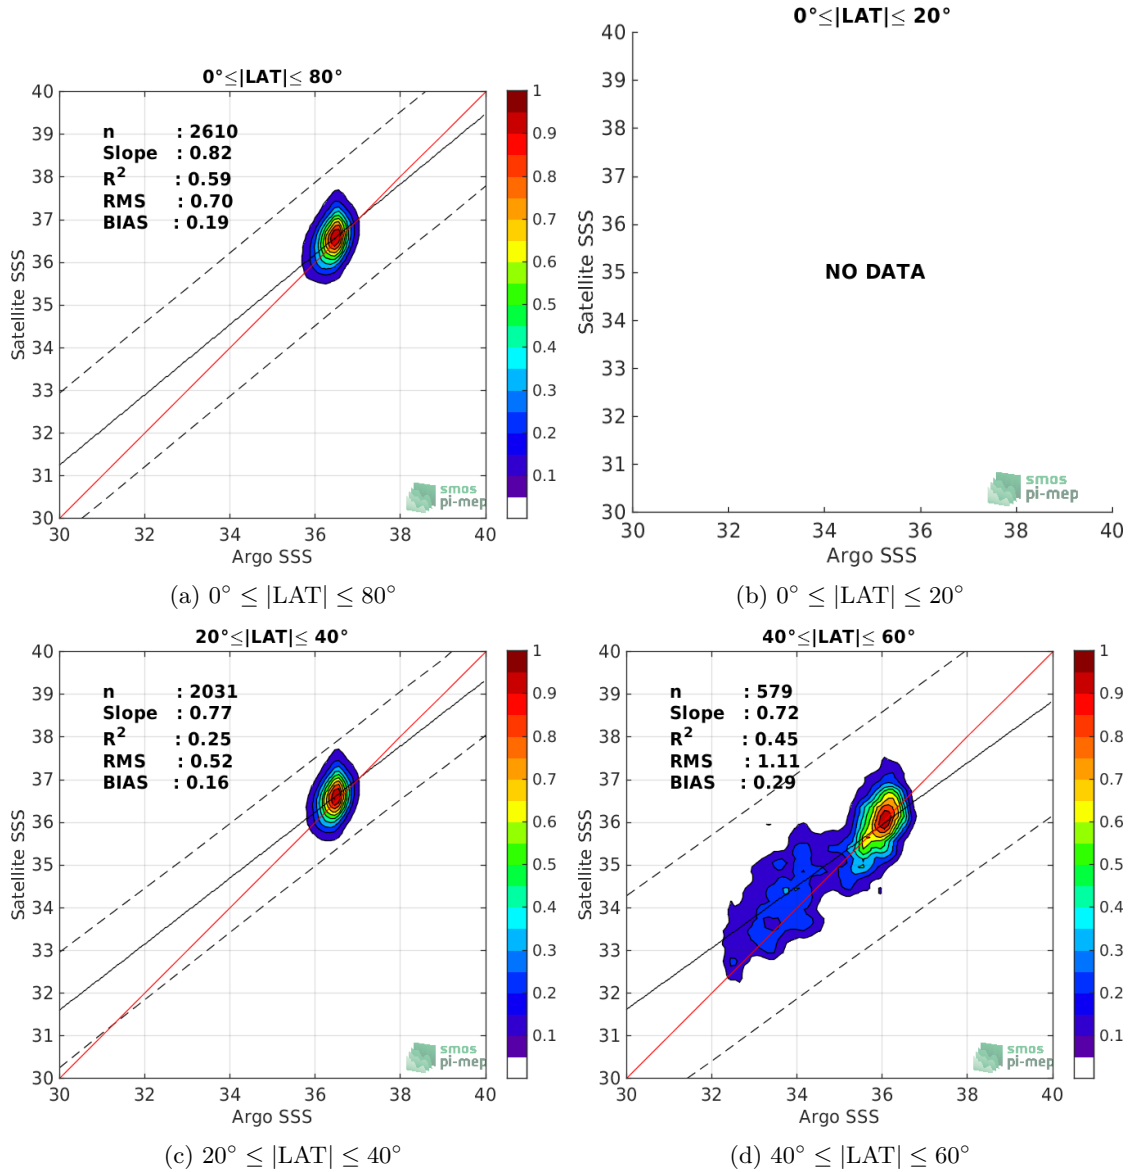 0°≤|LAT|≤ 80°
n : 2610
Slope : 0.82
R² : 0.59
RMS : 0.70
BIAS : 0.19
40
39
38
37
36
35
34
33
32
31
30
Satellite SSS
30 32 34 36 38 40
Argo SSS
1
0.9
0.8
0.7
0.6
0.5
0.4
0.3
0.2
0.1
smos
pi-mep
(a) 0° ≤ |LAT| ≤ 80°
0°≤|LAT|≤ 20°
40
39
38
37
36
35
34
33
32
31
30
Satellite SSS
NO DATA
smos
pi-mep
30 32 34 36 38 40
Argo SSS
(b) 0° ≤ |LAT| ≤ 20°
20°≤|LAT|≤ 40°
n : 2031
Slope : 0.77
R² : 0.25
RMS : 0.52
BIAS : 0.16
40
39
38
37
36
35
34
33
32
31
30
Satellite SSS
30 32 34 36 38 40
Argo SSS
1
0.9
0.8
0.7
0.6
0.5
0.4
0.3
0.2
0.1
smos
pi-mep
(c) 20° ≤ |LAT| ≤ 40°
40°≤|LAT|≤ 60°
n : 579
Slope : 0.72
R² : 0.45
RMS : 1.11
BIAS : 0.29
40
39
38
37
36
35
34
33
32
31
30
Satellite SSS
30 32 34 36 38 40
Argo SSS
1
0.9
0.8
0.7
0.6
0.5
0.4
0.3
0.2
0.1
smos
pi-mep
(d) 40° ≤ |LAT| ≤ 60°